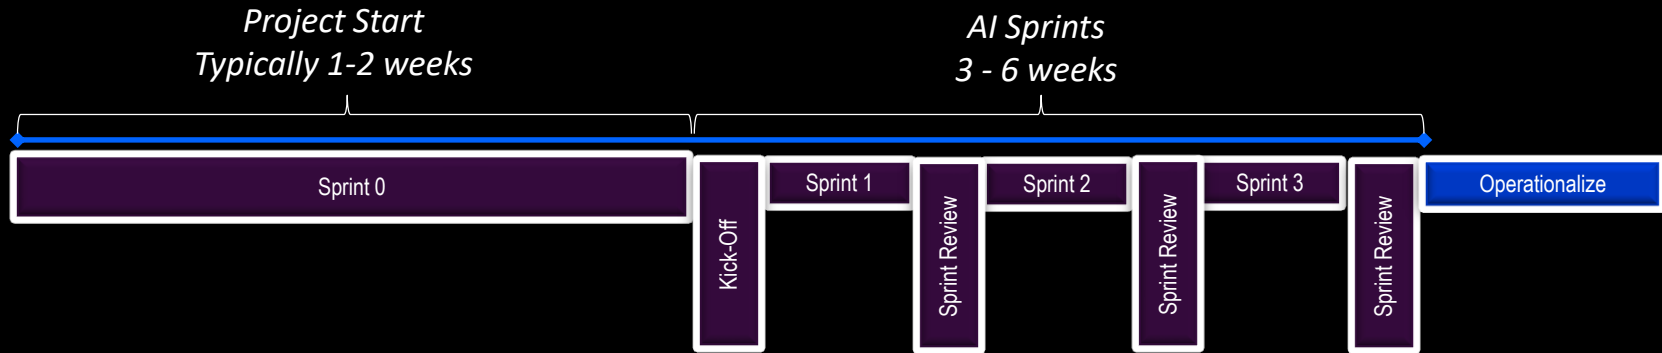 Project Start
Typically 1-2 weeks
AI Sprints
3 - 6 weeks
Sprint 0
Kick-Off
Sprint 1
Sprint Review
Sprint 2
Sprint Review
Sprint 3
Sprint Review
Operationalize